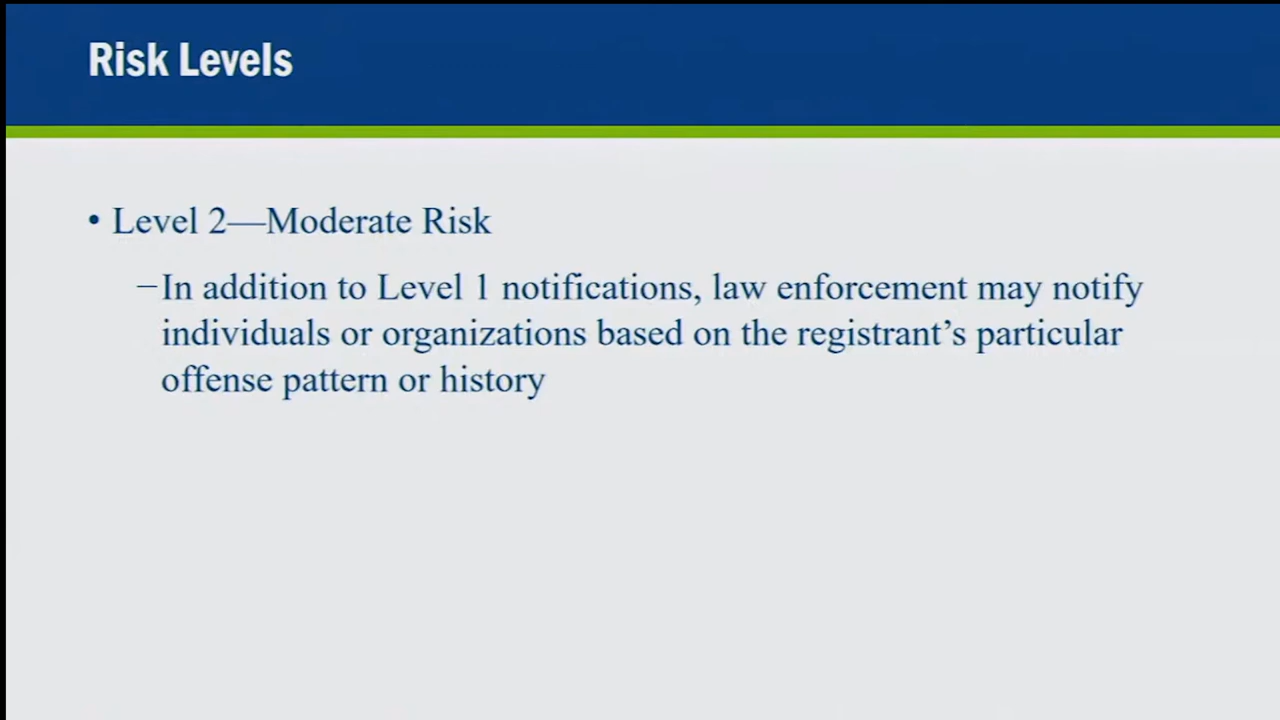 Risk Levels
• Level 2—Moderate Risk
–In addition to Level 1 notifications, law enforcement may notify
individuals or organizations based on the registrant’s particular
offense pattern or history